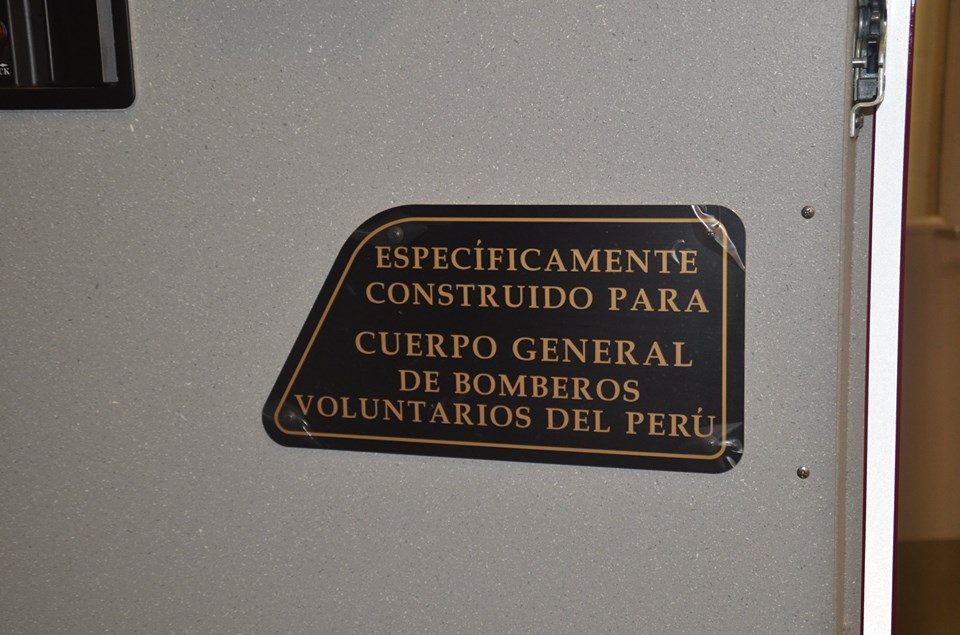 ESPECÍFICAMENTE
CONSTRUIDO PARA
CUERPO GENERAL
DE BOMBEROS
VOLUNTARIOS DEL PERÚ